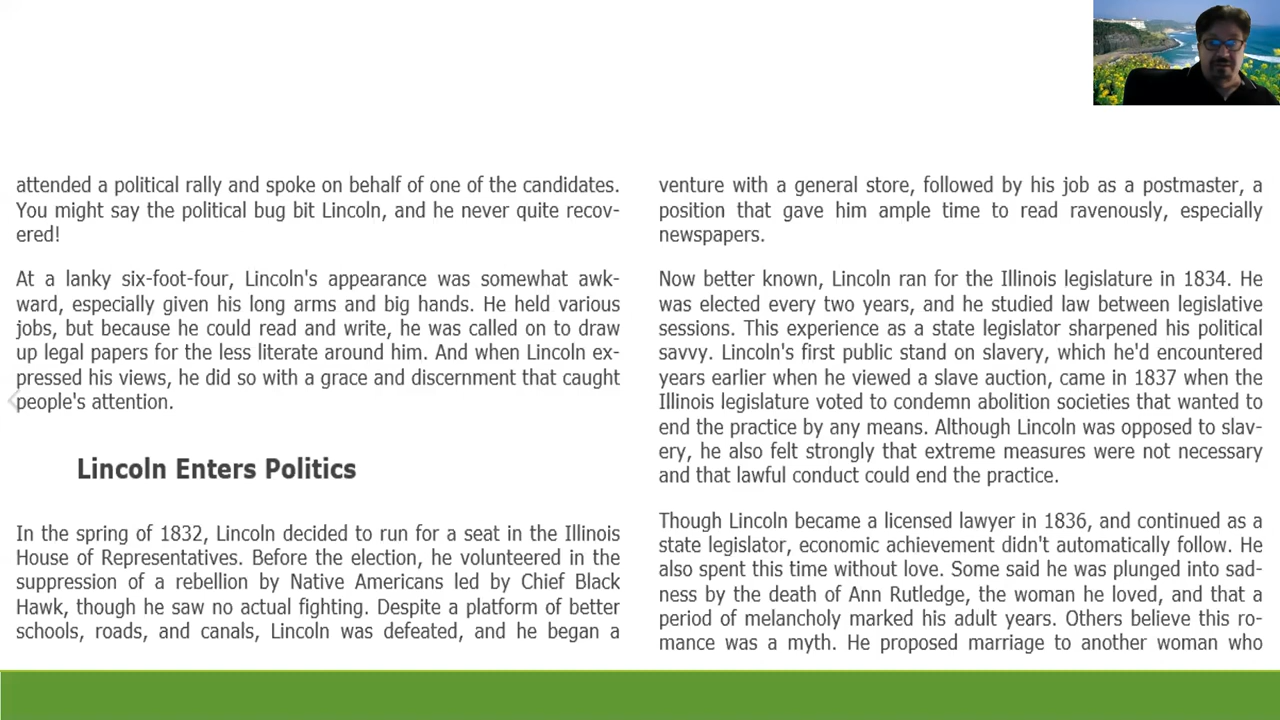 attended a political rally and spoke on behalf of one of the candidates.
You might say the political bug bit Lincoln, and he never quite recov-
ered!
At a lanky six-foot-four, Lincoln's appearance was somewhat awk-
ward, especially given his long arms and big hands. He held various
jobs, but because he could read and write, he was called on to draw
up legal papers for the less literate around him. And when Lincoln ex-
pressed his views, he did so with a grace and discernment that caught
people's attention.
Lincoln Enters Politics
In the spring of 1832, Lincoln decided to run for a seat in the Illinois
House of Representatives. Before the election, he volunteered in the
suppression of a rebellion by Native Americans led by Chief Black
Hawk, though he saw no actual fighting. Despite a platform of better
schools, roads, and canals, Lincoln was defeated, and he began a
venture with a general store, followed by his job as a postmaster, a
position that gave him ample time to read ravenously, especially
newspapers.
Now better known, Lincoln ran for the Illinois legislature in 1834. He
was elected every two years, and he studied law between legislative
sessions. This experience as a state legislator sharpened his political
savvy. Lincoln's first public stand on slavery, which he'd encountered
years earlier when he viewed a slave auction, came in 1837 when the
Illinois legislature voted to condemn abolition societies that wanted to
end the practice by any means. Although Lincoln was opposed to slav-
ery, he also felt strongly that extreme measures were not necessary
and that lawful conduct could end the practice.
Though Lincoln became a licensed lawyer in 1836, and continued as a
state legislator, economic achievement didn't automatically follow. He
also spent this time without love. Some said he was plunged into sad-
ness by the death of Ann Rutledge, the woman he loved, and that a
period of melancholy marked his adult years. Others believe this ro-
mance was a myth. He proposed marriage to another woman who